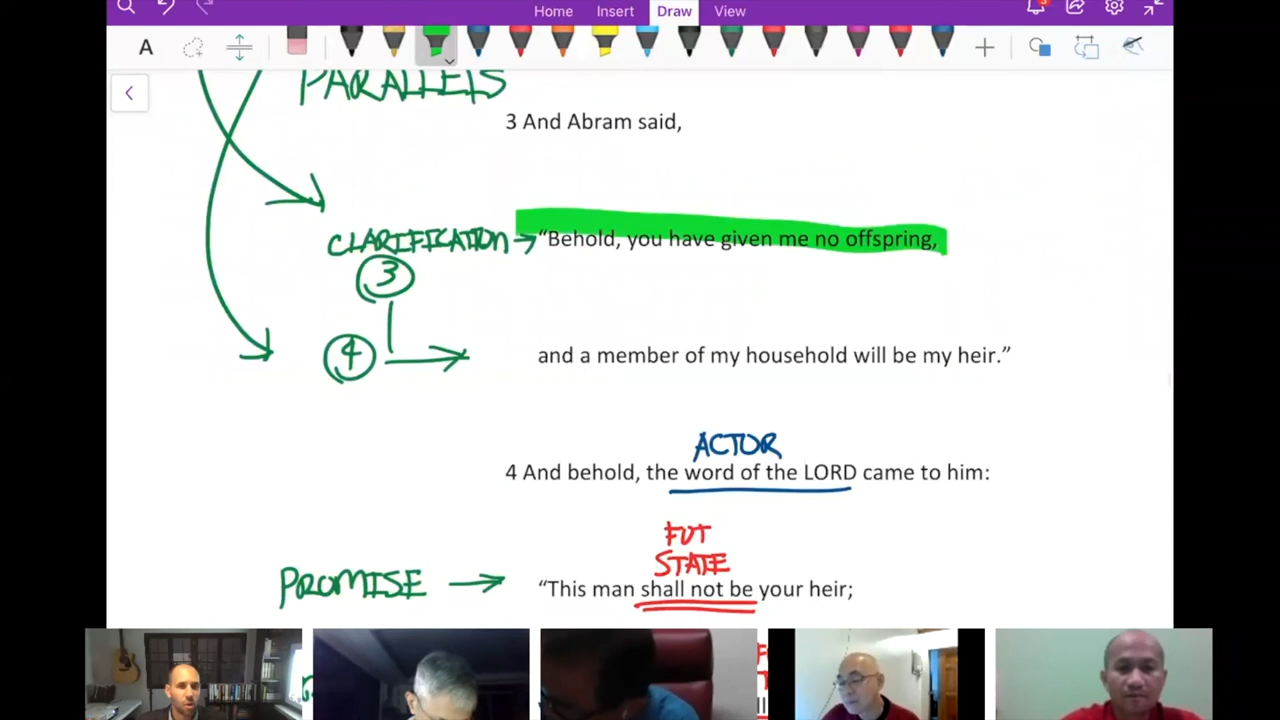 Home Insert Draw View
A
PARALLELS
3 And Abram said,
CLARIFICATION → “Behold, you have given me no offspring,
3
4
and a member of my household will be my heir.”
ACTOR
4 And behold, the word of the LORD came to him:
FUT
STATE
PROMISE → “This man shall not be your heir;